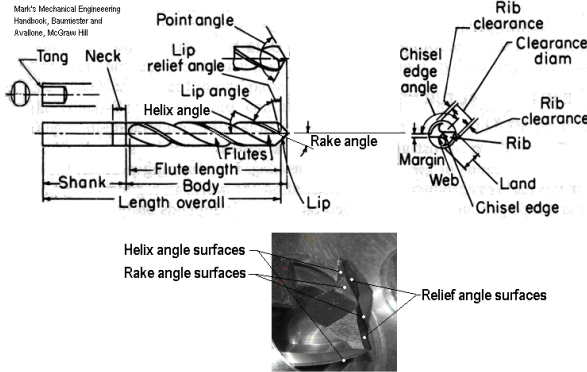 Mark's Mechanical Engineering
Handbook, Baumiester and
Avallone, McGraw Hill
Tang
Neck
Point angle
Lip
relief angle
Lip angle
Helix angle
Rake angle
Flutes
Flute length
Shank
Body
Length overall
Lip
Rib
clearance
Clearance
diam
Chisel
edge
angle
Rib
clearance
Rib
Margin
Web
Land
Chisel edge
Helix angle surfaces
Rake angle surfaces
Relief angle surfaces